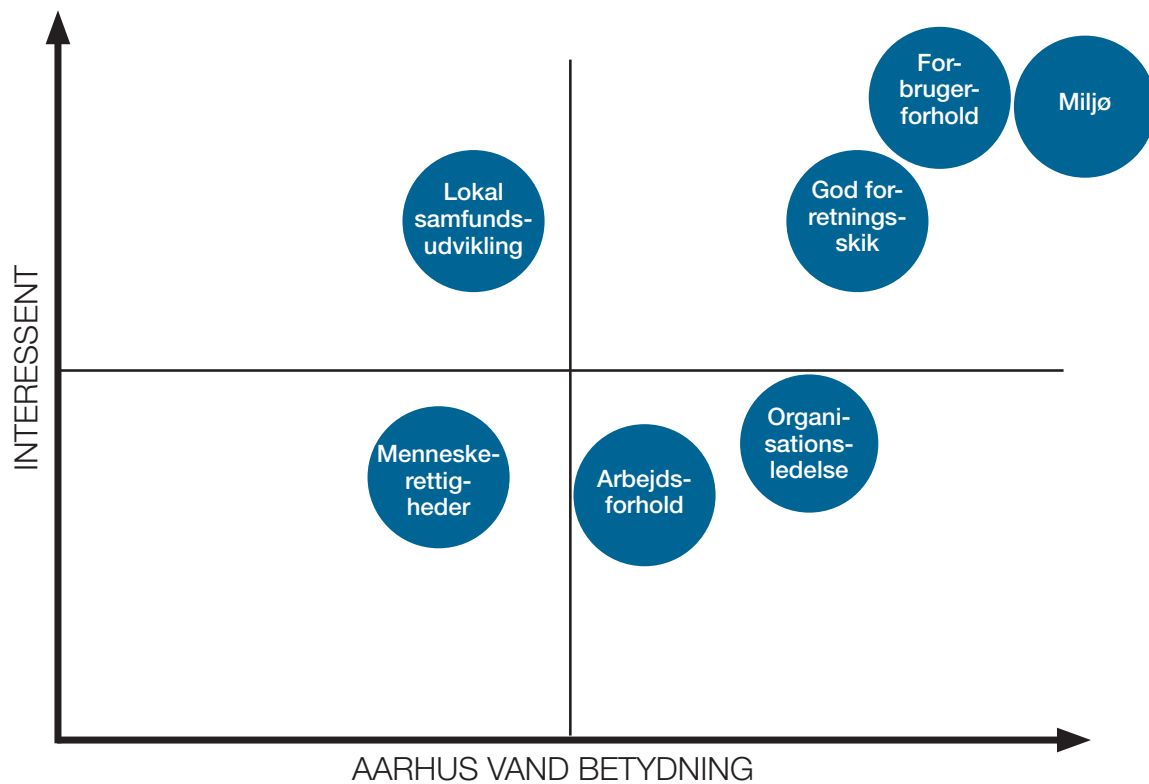 For-
bruger-
forhold
Miljø
Lokal
samfunds-
udvikling
God for-
retnings-
skik
INTERESSENT
Organi-
sations-
ledelse
Menneske-
rettig-
heder
Arbejds-
forhold
AARHUS VAND BETYDNING